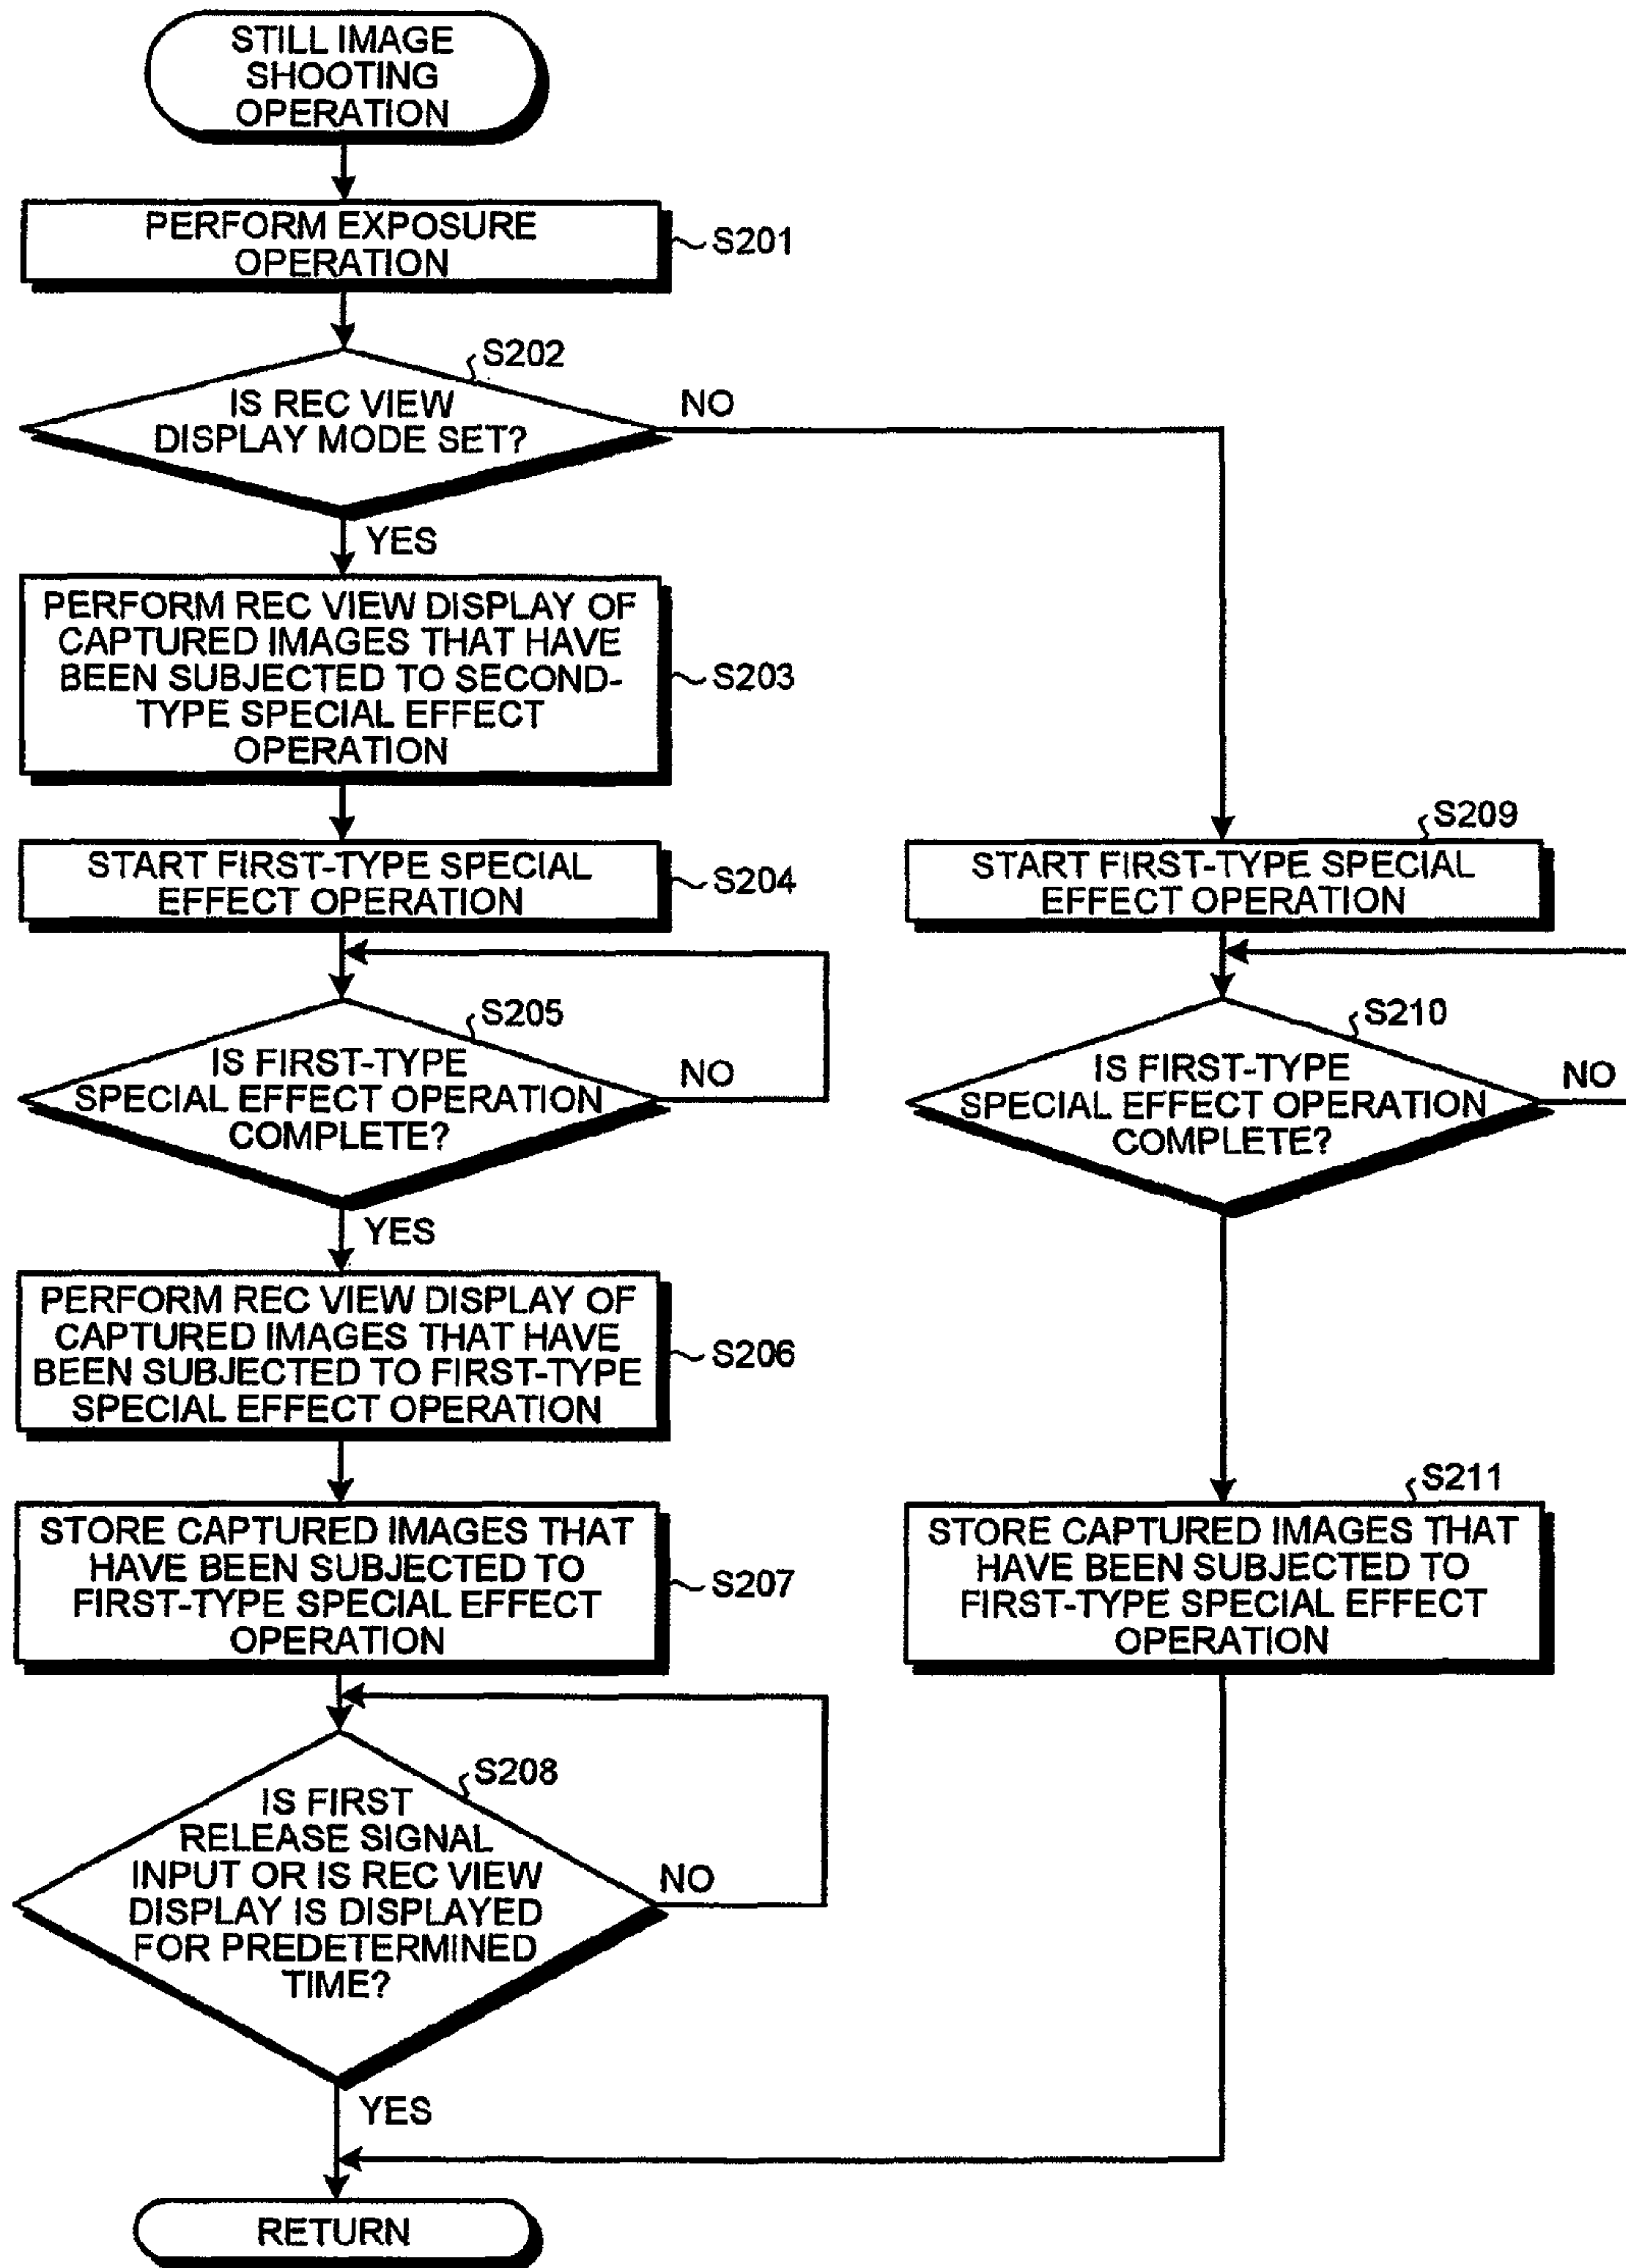 STILL IMAGE
SHOOTING
OPERATION
PERFORM EXPOSURE
OPERATION
S201
S202
IS REC VIEW
DISPLAY MODE SET?
NO
YES
PERFORM REC VIEW DISPLAY OF
CAPTURED IMAGES THAT HAVE
BEEN SUBJECTED TO SECOND-
TYPE SPECIAL EFFECT
OPERATION
S203
START FIRST-TYPE SPECIAL
EFFECT OPERATION
S204
S205
IS FIRST-TYPE
SPECIAL EFFECT OPERATION
COMPLETE?
NO
YES
PERFORM REC VIEW DISPLAY OF
CAPTURED IMAGES THAT HAVE
BEEN SUBJECTED TO FIRST-TYPE
SPECIAL EFFECT OPERATION
S206
STORE CAPTURED IMAGES THAT
HAVE BEEN SUBJECTED TO
FIRST-TYPE SPECIAL EFFECT
OPERATION
S207
S208
IS FIRST
RELEASE SIGNAL
INPUT OR IS REC VIEW
DISPLAY IS DISPLAYED
FOR PREDETERMINED
TIME?
NO
YES
S209
START FIRST-TYPE SPECIAL
EFFECT OPERATION
S210
IS FIRST-TYPE
SPECIAL EFFECT OPERATION
COMPLETE?
NO
S211
STORE CAPTURED IMAGES THAT
HAVE BEEN SUBJECTED TO
FIRST-TYPE SPECIAL EFFECT
OPERATION
RETURN